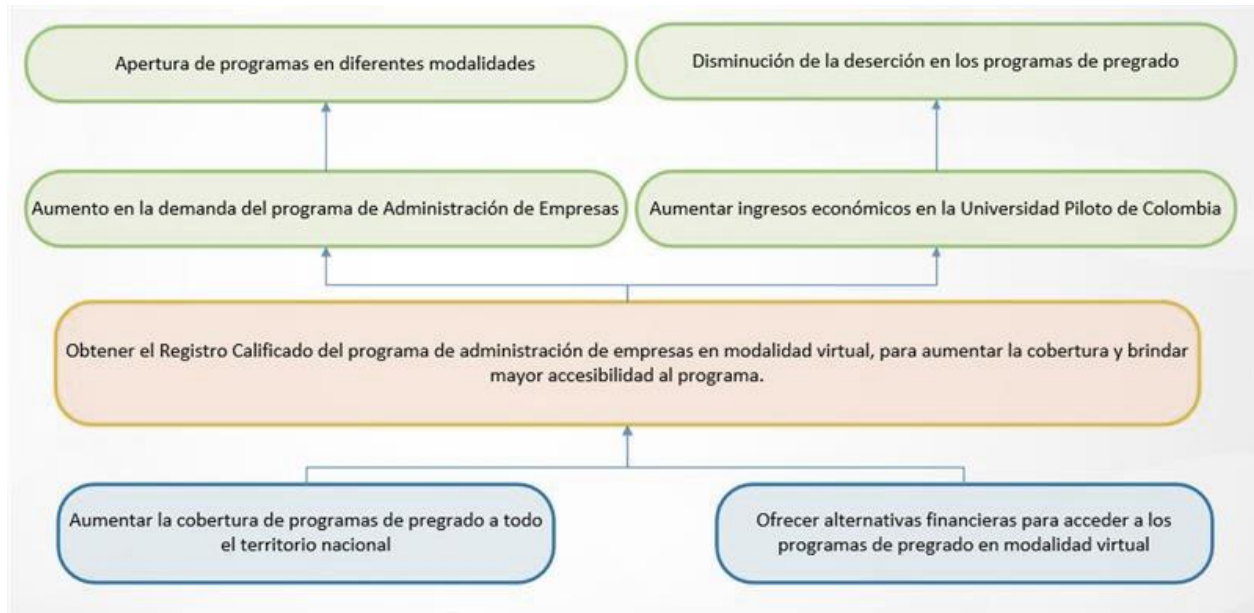 Apertura de programas en diferentes modalidades
Disminución de la deserción en los programas de pregrado
Aumento en la demanda del programa de Administración de Empresas
Aumentar ingresos económicos en la Universidad Piloto de Colombia
Obtener el Registro Calificado del programa de administración de empresas en modalidad virtual, para aumentar la cobertura y brindar
mayor accesibilidad al programa.
Aumentar la cobertura de programas de pregrado a todo
el territorio nacional
Ofrecer alternativas financieras para acceder a los
programas de pregrado en modalidad virtual